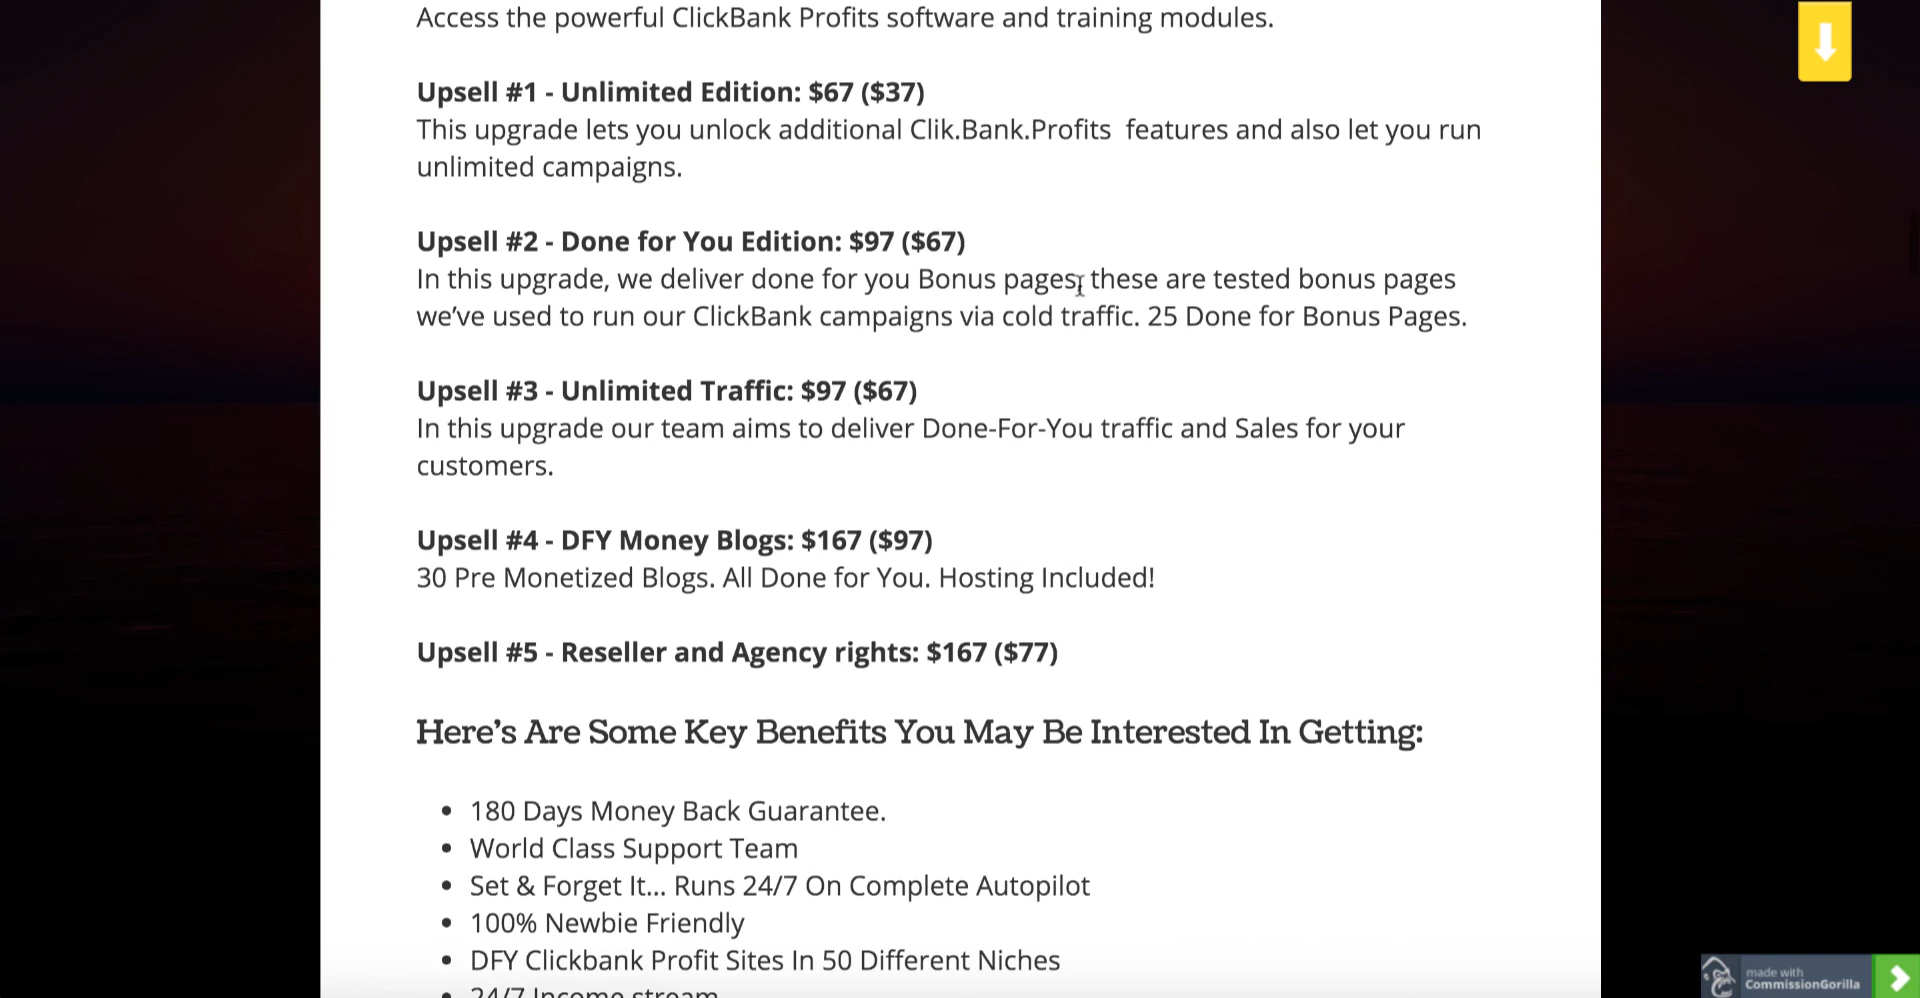 Access the powerful ClickBank Profits software and training modules.
Upsell #1 - Unlimited Edition: $67 ($37)
This upgrade lets you unlock additional Clik.Bank.Profits  features and also let you run
unlimited campaigns.
Upsell #2 - Done for You Edition: $97 ($67)
In this upgrade, we deliver done for you Bonus pages, these are tested bonus pages
we’ve used to run our ClickBank campaigns via cold traffic. 25 Done for Bonus Pages.
Upsell #3 - Unlimited Traffic: $97 ($67)
In this upgrade our team aims to deliver Done-For-You traffic and Sales for your
customers.
Upsell #4 - DFY Money Blogs: $167 ($97)
30 Pre Monetized Blogs. All Done for You. Hosting Included!
Upsell #5 - Reseller and Agency rights: $167 ($77)
Here’s Are Some Key Benefits You May Be Interested In Getting:
• 180 Days Money Back Guarantee.
• World Class Support Team
• Set & Forget It... Runs 24/7 On Complete Autopilot
• 100% Newbie Friendly
• DFY Clickbank Profit Sites In 50 Different Niches
• 24/7 Income stream
made with
CommissionGorilla